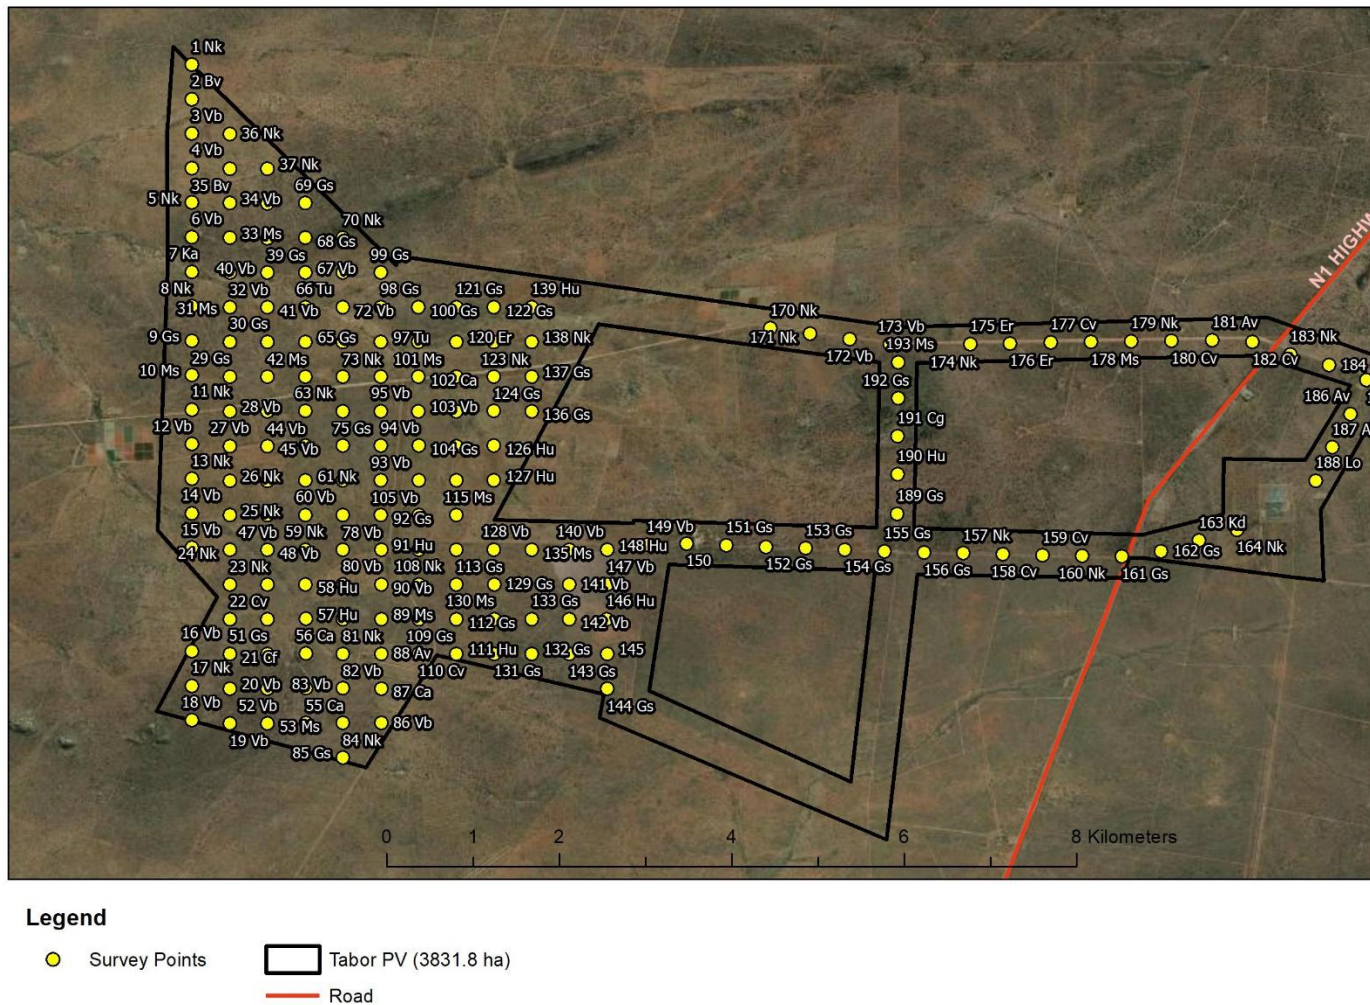 1 Nk
2 Bv
3 Vb
36 Nk
4 Vb
37 Nk
35 Bv
69 Gs
5 Nk
34 Vb
6 Vb
70 Nk
33 Ms
68 Gs
7 Ka
39 Gs
99 Gs
40 Vb
67 Vb
8 Nk
32 Vb
66 Tu
98 Gs
121 Gs
139 Hu
31 Ms
41 Vb
72 Vb
100 Gs
122 Gs
170 Nk
30 Gs
173 Vb
175 Er
177 Cv
179 Nk
181 Av
9 Gs
65 Gs
97 Tu
120 Er
138 Nk
171 Nk
193 Ms
183 Nk
29 Gs
42 Ms
73 Nk
101 Ms
123 Nk
172 Vb
174 Nk
176 Er
178 Ms
180 Cv
182 Cv
184
10 Ms
102 Ca
137 Gs
192 Gs
11 Nk
63 Nk
95 Vb
124 Gs
186 Av
28 Vb
103 Vb
136 Gs
191 Cg
12 Vb
27 Vb
44 Vb
75 Gs
94 Vb
187 A
13 Nk
45 Vb
104 Gs
126 Hu
190 Hu
93 Vb
188 Lo
26 Nk
61 Nk
127 Hu
14 Vb
60 Vb
105 Vb
115 Ms
189 Gs
25 Nk
92 Gs
15 Vb
47 Vb
59 Nk
78 Vb
128 Vb
140 Vb
149 Vb
151 Gs
153 Gs
155 Gs
157 Nk
159 Cv
163 Kd
24 Nk
48 Vb
91 Hu
135 Ms
148 Hu
150
152 Gs
154 Gs
156 Gs
158 Cv
160 Nk
161 Gs
162 Gs
164 Nk
23 Nk
80 Vb
108 Nk
113 Gs
147 Vb
58 Hu
90 Vb
129 Gs
141 Vb
22 Cv
130 Ms
133 Gs
146 Hu
57 Hu
89 Ms
112 Gs
142 Vb
16 Vb
51 Gs
56 Ca
81 Nk
109 Gs
21 Cf
88 Av
111 Hu
132 Gs
145
17 Nk
82 Vb
110 Cv
131 Gs
143 Gs
20 Vb
83 Vb
87 Ca
18 Vb
52 Vb
55 Ca
144 Gs
53 Ms
86 Vb
19 Vb
84 Nk
85 Gs
0 2 4 6 8 Kilometers
Legend
Survey Points
Tabor PV (3831.8 ha)
Road